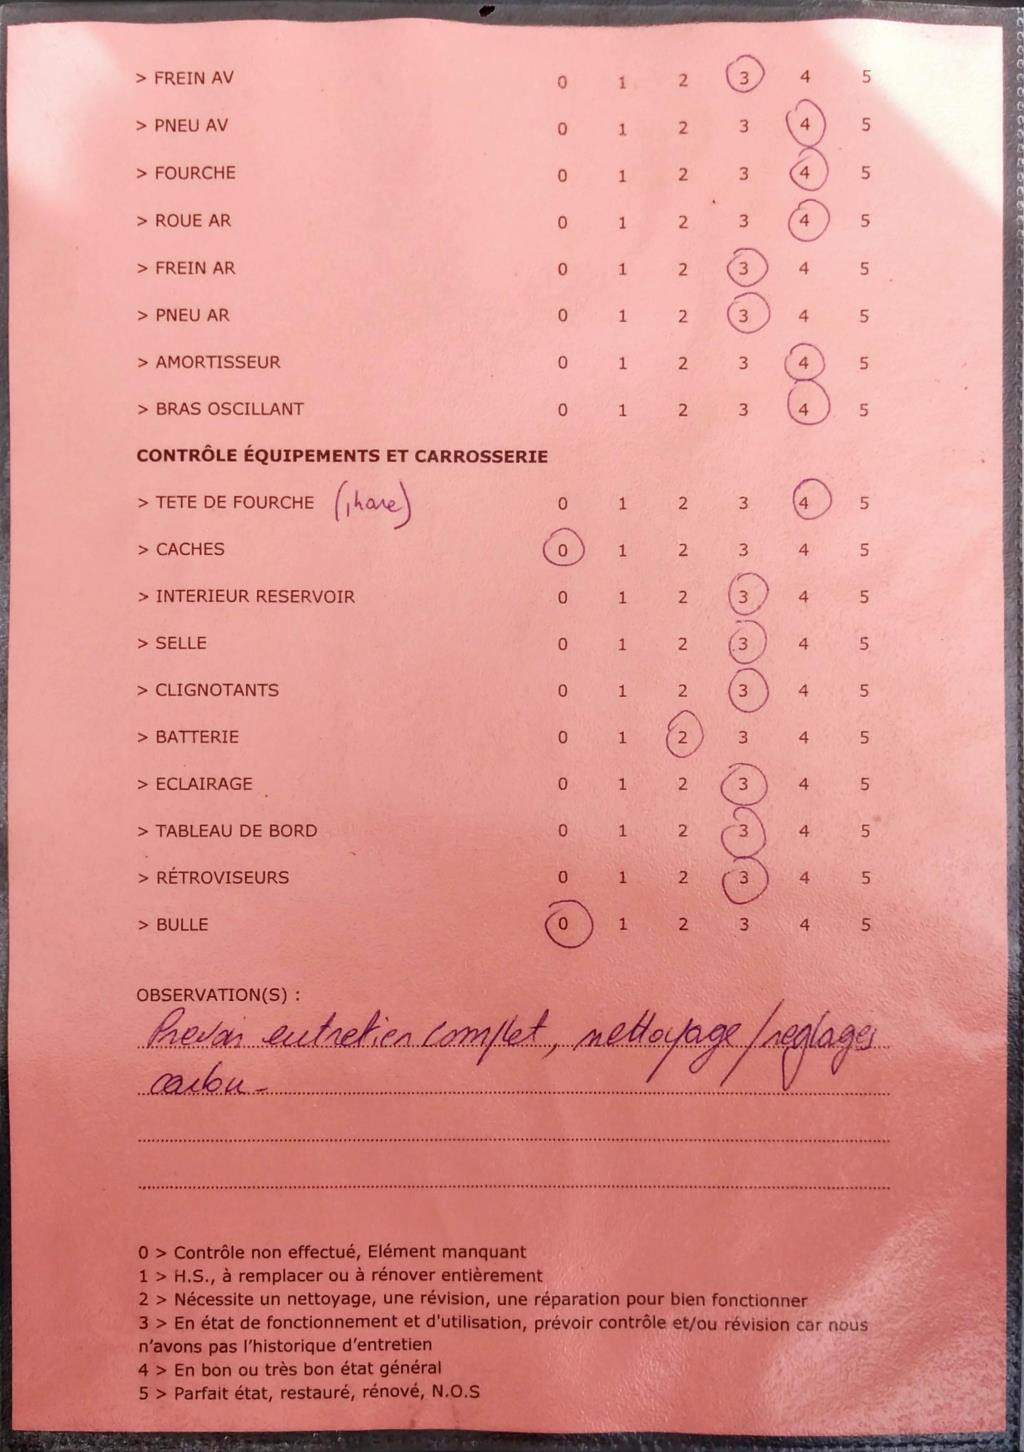 > FREIN AV 0 1 2 3 4 5
> PNEU AV 0 1 2 3 4 5
> FOURCHE 0 1 2 3 4 5
> ROUE AR 0 1 2 3 4 5
> FREIN AR 0 1 2 3 4 5
> PNEU AR 0 1 2 3 4 5
> AMORTISSEUR 0 1 2 3 4 5
> BRAS OSCILLANT 0 1 2 3 4 5
CONTRÔLE ÉQUIPEMENTS ET CARROSSERIE
> TETE DE FOURCHE (phare) 0 1 2 3 4 5
> CACHES 0 1 2 3 4 5
> INTERIEUR RESERVOIR 0 1 2 3 4 5
> SELLE 0 1 2 3 4 5
> CLIGNOTANTS 0 1 2 3 4 5
> BATTERIE 0 1 2 3 4 5
> ECLAIRAGE 0 1 2 3 4 5
> TABLEAU DE BORD 0 1 2 3 4 5
> RÉTROVISEURS 0 1 2 3 4 5
> BULLE 0 1 2 3 4 5
OBSERVATION(S) :
Prevoir entretien complet, nettoyage/reglages
carbu-
0 > Contrôle non effectué, Elément manquant
1 > H.S., à remplacer ou à rénover entièrement
2 > Nécessite un nettoyage, une révision, une réparation pour bien fonctionner
3 > En état de fonctionnement et d'utilisation, prévoir contrôle et/ou révision car nous
n'avons pas l'historique d'entretien
4 > En bon ou très bon état général
5 > Parfait état, restauré, rénové, N.O.S